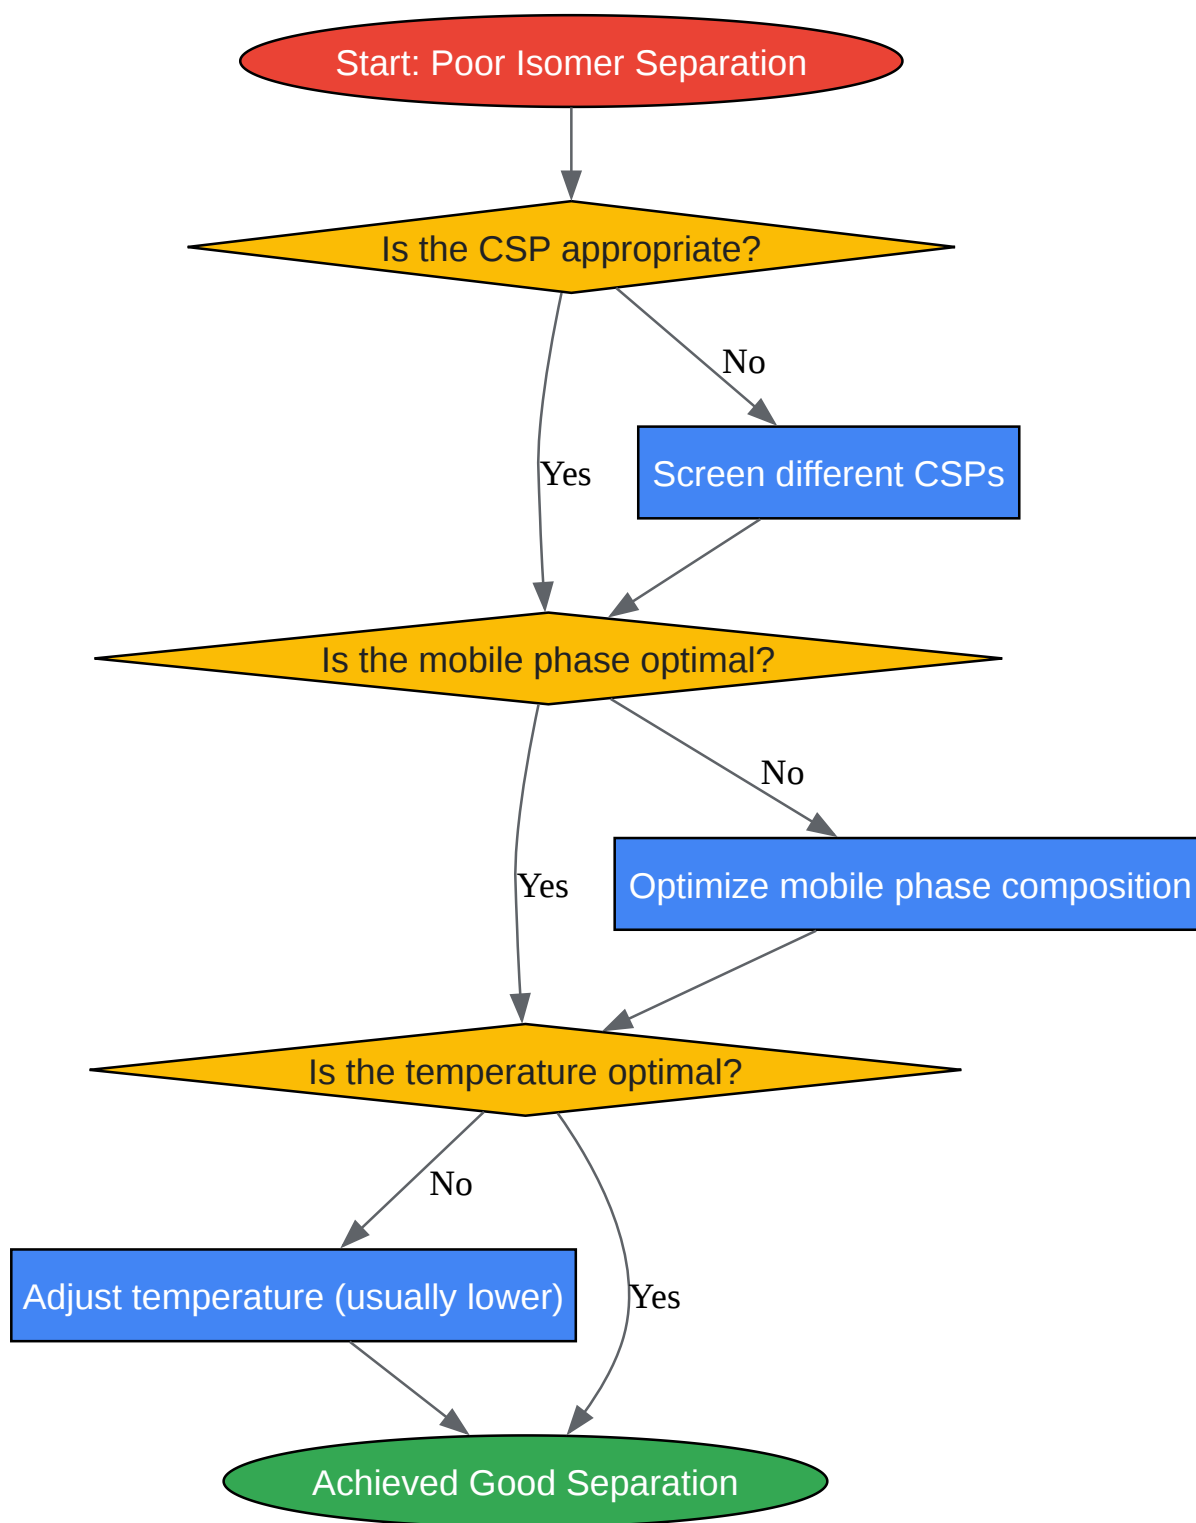 Start: Poor Isomer Separation
Is the CSP appropriate?
No
Yes
Screen different CSPs
Is the mobile phase optimal?
No
Yes
Optimize mobile phase composition
Is the temperature optimal?
No
Adjust temperature (usually lower)
Yes
Achieved Good Separation